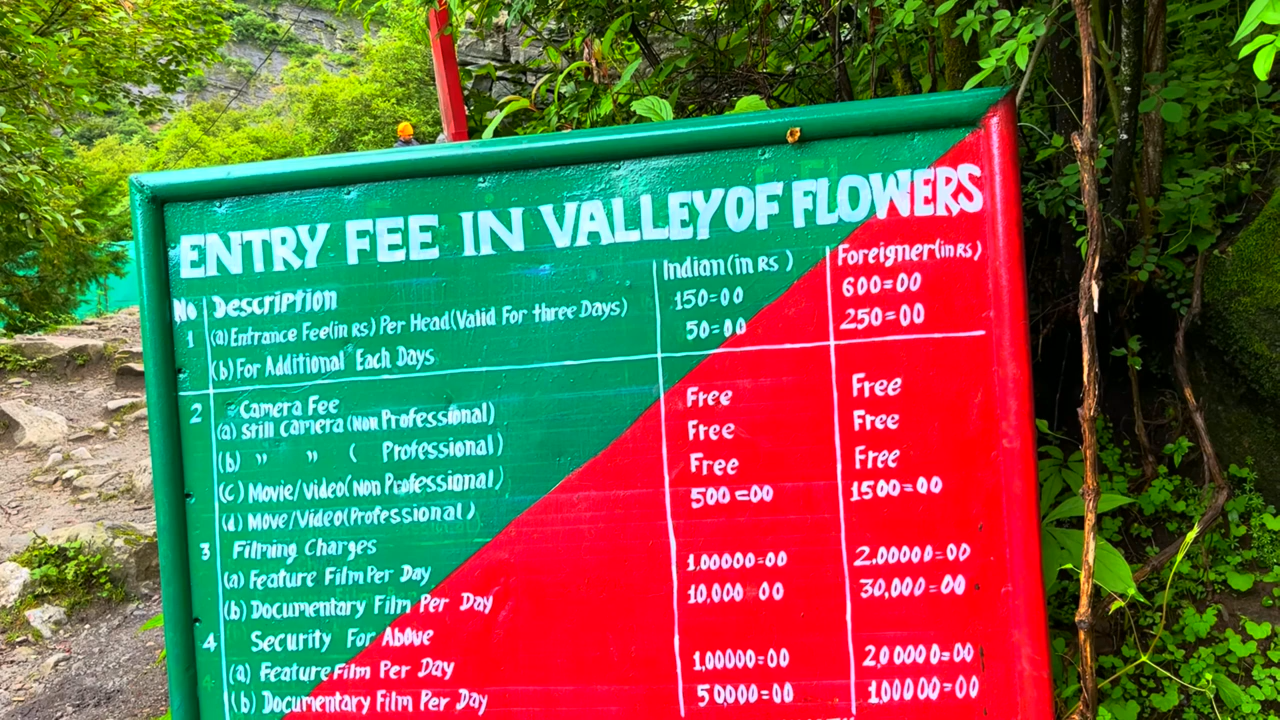 ENTRY FEE IN VALLEY OF FLOWERS
No Description Indian (in Rs) Foreigner (in Rs)
1 (a) Entrance Fee (in Rs) Per Head (Valid For three Days) 150=00 600=00
(b) For Additional Each Days 50=00 250=00
2 Camera Fee
(a) Still Camera (Non Professional) Free Free
(b) " " ( Professional) Free Free
(c) Movie/Video (Non Professional) Free Free
(d) Move/Video (Professional) 500=00 1500=00
3 Filming Charges
(a) Feature Film Per Day 1,00000=00 2,00000=00
(b) Documentary Film Per Day 10,000=00 30,000=00
4 Security For Above
(a) Feature Film Per Day 1,00000=00 2,0000 0=00
(b) Documentary Film Per Day 50000=00 1,00000=00